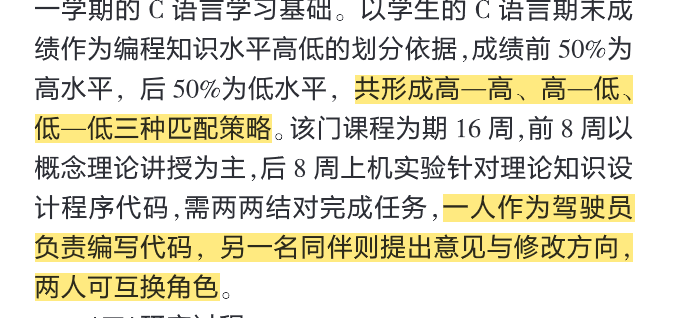 一学期的 C 语言学习基础。以学生的 C 语言期末成
绩作为编程知识水平高低的划分依据,成绩前 50%为
高水平，后 50%为低水平，共形成高—高、高—低、
低—低三种匹配策略。该门课程为期 16 周,前 8 周以
概念理论讲授为主,后 8 周上机实验针对理论知识设
计程序代码,需两两结对完成任务,一人作为驾驶员
负责编写代码，另一名同伴则提出意见与修改方向,
两人可互换角色。